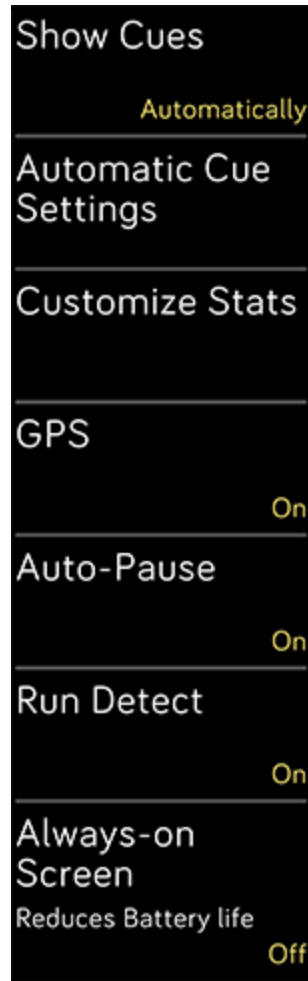 Show Cues
Automatically
Automatic Cue
Settings
Customize Stats
GPS
On
Auto-Pause
On
Run Detect
On
Always-on
Screen
Reduces Battery life
Off